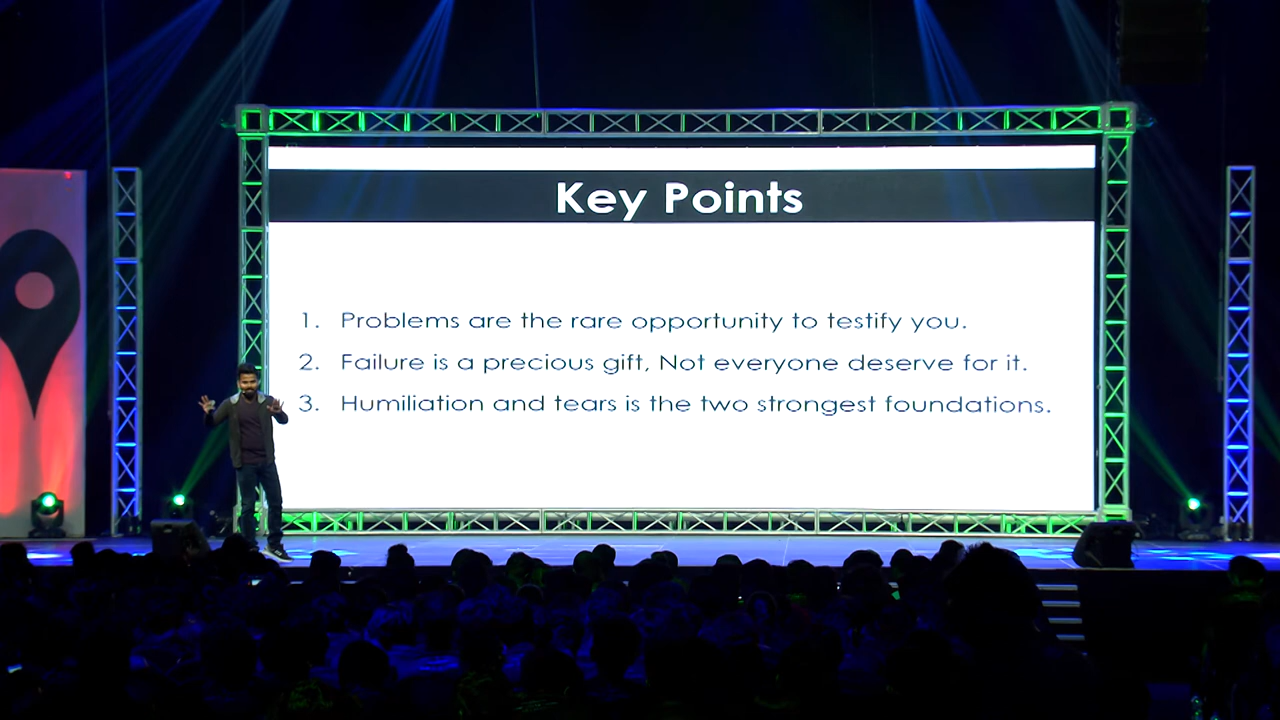 Key Points
1. Problems are the rare opportunity to testify you.
2. Failure is a precious gift, Not everyone deserve for it.
3. Humiliation and tears is the two strongest foundations.